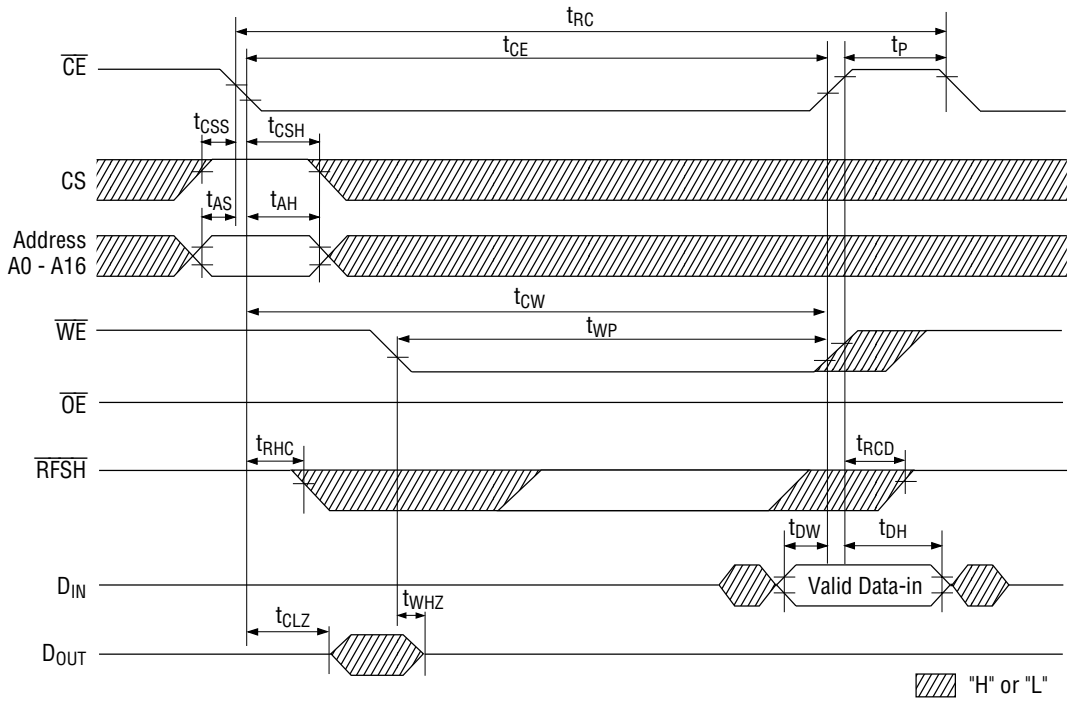 tRC
tCE
tP
CE
tCSS
tCSH
CS
tAS
tAH
Address
A0 - A16
tCW
WE
tWP
OE
tRHC
tRCD
RFSH
tDW
tDH
DIN
Valid Data-in
tWHZ
tCLZ
DOUT
"H" or "L"